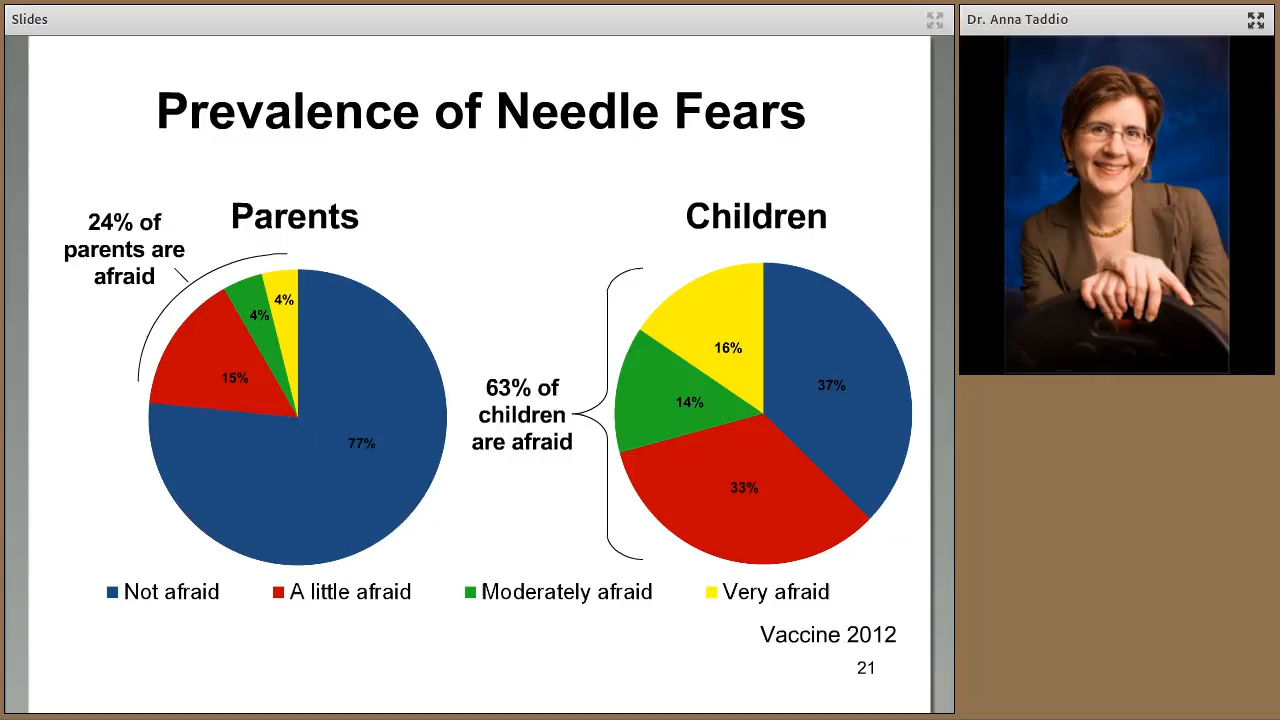 Slides
Dr. Anna Taddio
Prevalence of Needle Fears
Parents
Children
24% of
parents are
afraid
4%
4%
15%
77%
63% of
children
are afraid
16%
37%
14%
33%
Not afraid
A little afraid
Moderately afraid
Very afraid
Vaccine 2012
21